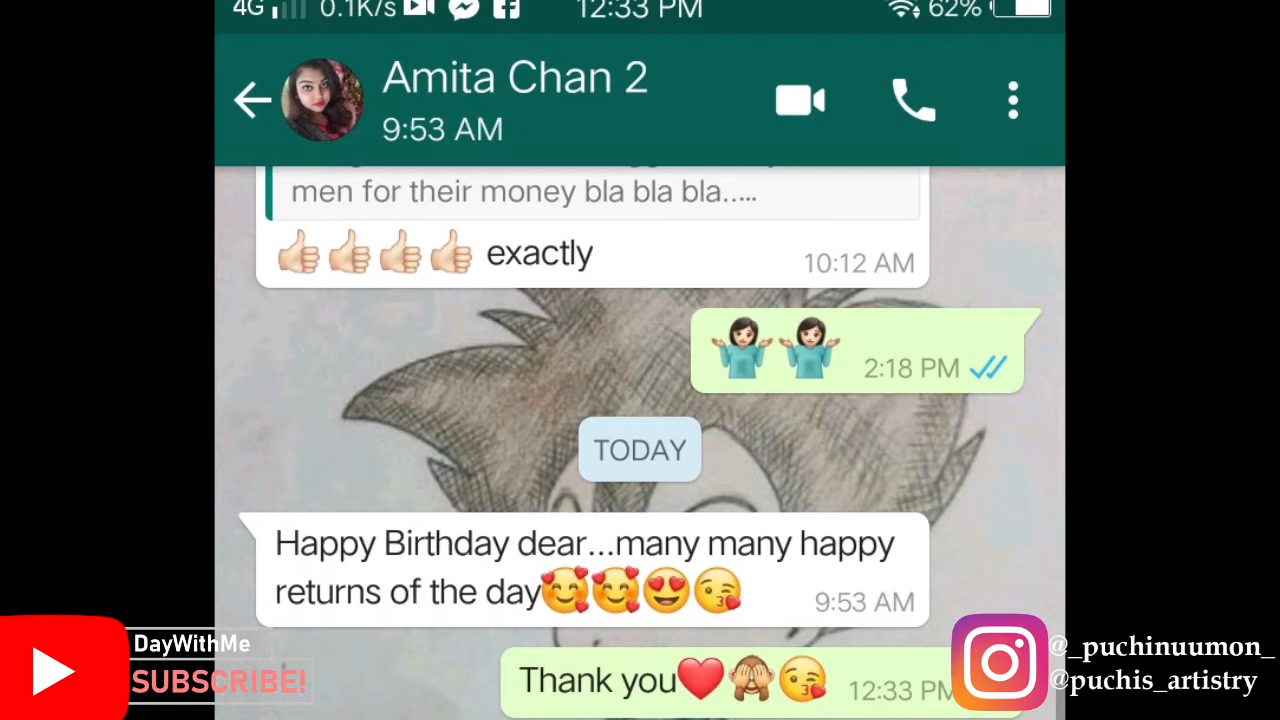 4G 0.1K/s 12:33 PM 62%
Amita Chan 2
9:53 AM
men for their money bla bla bla.....
👍🏻👍🏻👍🏻👍🏻 exactly
10:12 AM
🤷🏻‍♀️🤷🏻‍♀️ 2:18 PM
TODAY
Happy Birthday dear...many many happy
returns of the day🥰🥰😍😘
9:53 AM
Thank you❤️🙈😘 12:33 PM
DayWithMe
SUBSCRIBE!
@_puchinuumon_
@puchis_artistry